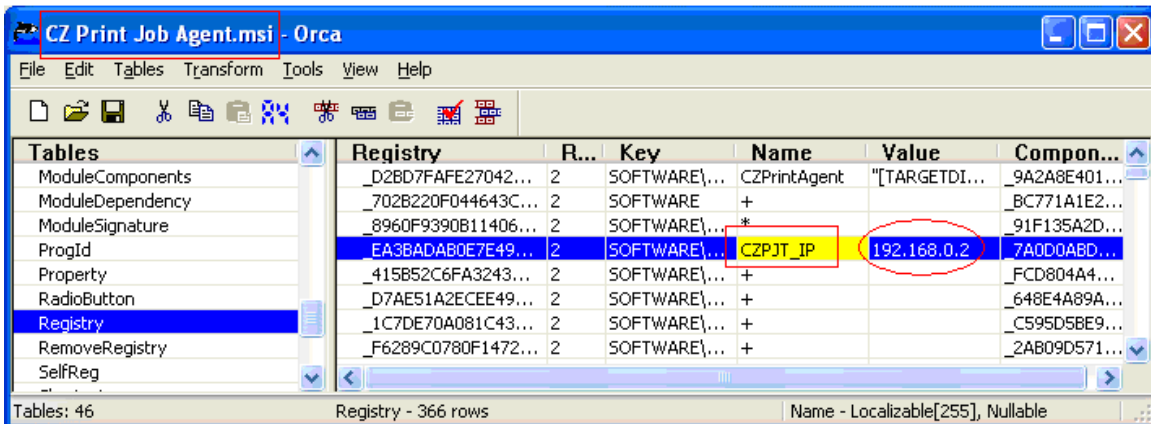 CZ Print Job Agent.msi - Orca
File Edit Tables Transform Tools View Help
Tables Registry R... Key Name Value Compon...
ModuleComponents _D2BD7FAFE27042... 2 SOFTWARE\... CZPrintAgent "[TARGETDI... _9A2A8E401...
ModuleDependency _702B220F044643C... 2 SOFTWARE + _BC771A1E2...
ModuleSignature _8960F9390B11406... 2 SOFTWARE\... * _91F135A2D...
ProgId _EA3BADAB0E7E49... 2 SOFTWARE\... CZPJT_IP 192.168.0.2 _7A0D0ABD...
Property _415B52C6FA3243... 2 SOFTWARE\... + _FCD804A4...
RadioButton _D7AE51A2ECEE49... 2 SOFTWARE\... + _648E4A89A...
Registry _1C7DE70A081C43... 2 SOFTWARE\... + _C595D5BE9...
RemoveRegistry _F6289C0780F1472... 2 SOFTWARE\... + _2AB09D571...
SelfReg
Tables: 46 Registry - 366 rows Name - Localizable[255], Nullable